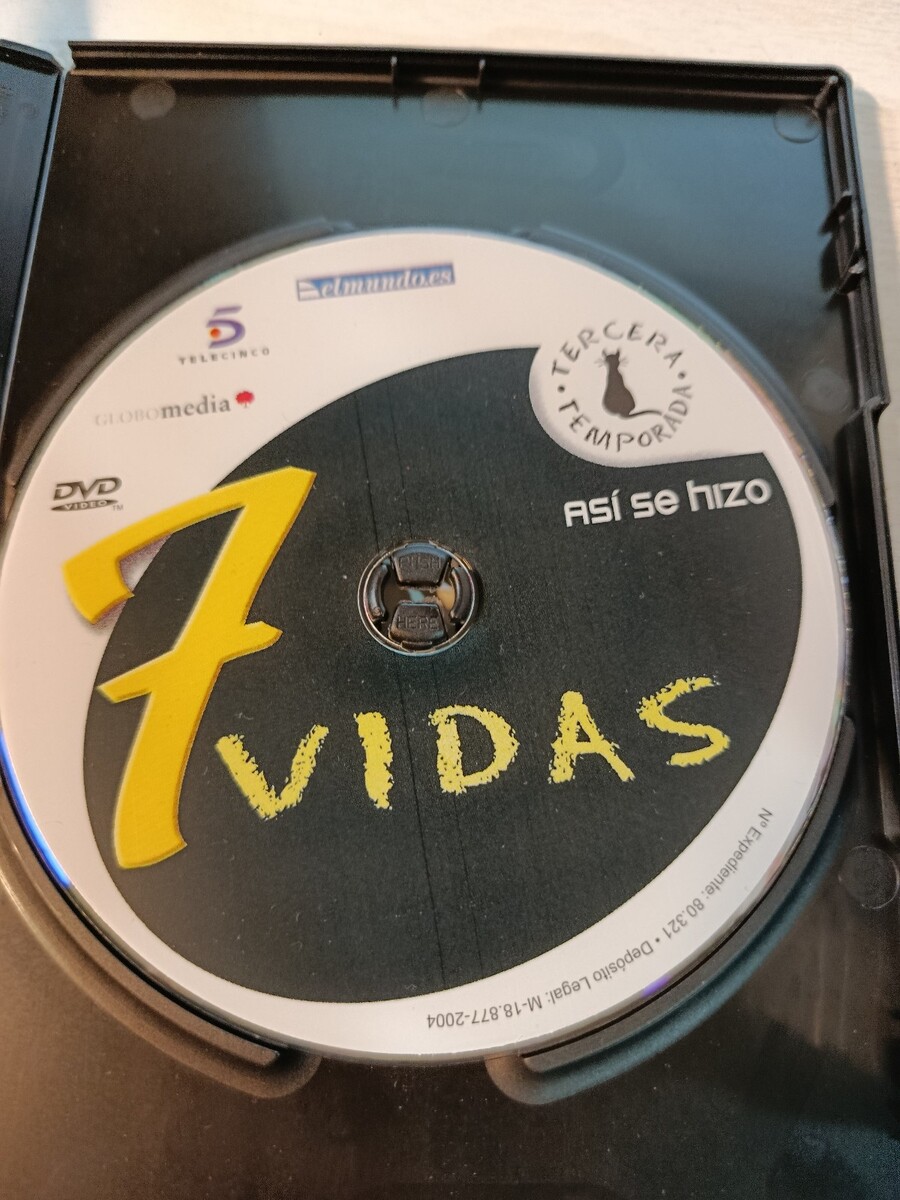 elmundo.es
5
TELECINCO
GLOBOmedia
DVD
VIDEO™
• TERCERA •
TEMPORADA
ASÍ SE HIZO
PUSH
HERE
7 VIDAS
Nº Expediente: 80.321 • Depósito Legal: M-18.877-2004